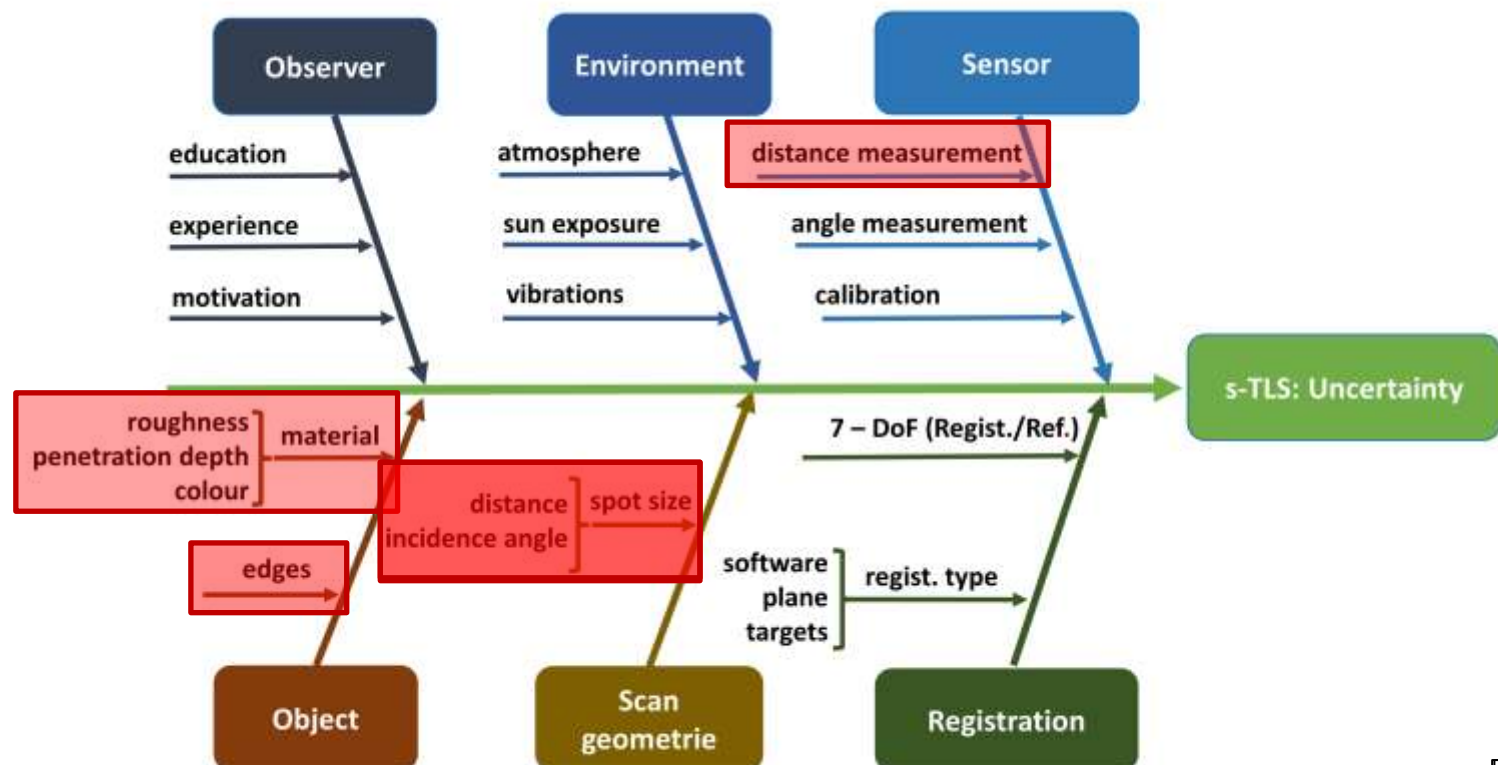 Observer
Environment
Sensor
education
atmosphere
distance measurement
experience
sun exposure
angle measurement
motivation
vibrations
calibration
s-TLS: Uncertainty
roughness
penetration depth
colour
material
distance
incidence angle
spot size
7 – DoF (Regist./Ref.)
edges
software
plane
targets
regist. type
Object
Scan
geometrie
Registration